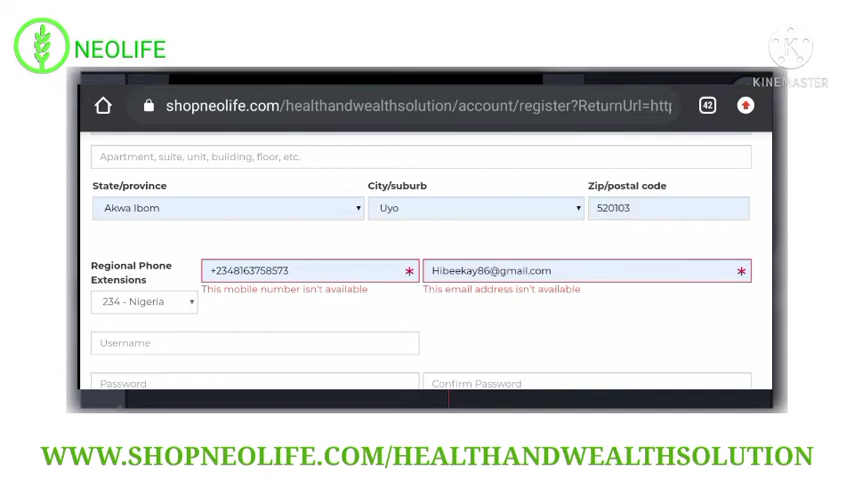 NEOLIFE
KINEMASTER
shopneolife.com/healthandwealthsolution/account/register?ReturnUrl=http
42
Apartment, suite, unit, building, floor, etc.
State/province City/suburb Zip/postal code
Akwa Ibom Uyo 520103
Regional Phone Extensions
+2348163758573 * Hibeekay86@gmail.com *
This mobile number isn't available This email address isn't available
234 - Nigeria
Username
Password Confirm Password
WWW.SHOPNEOLIFE.COM/HEALTHANDWEALTHSOLUTION